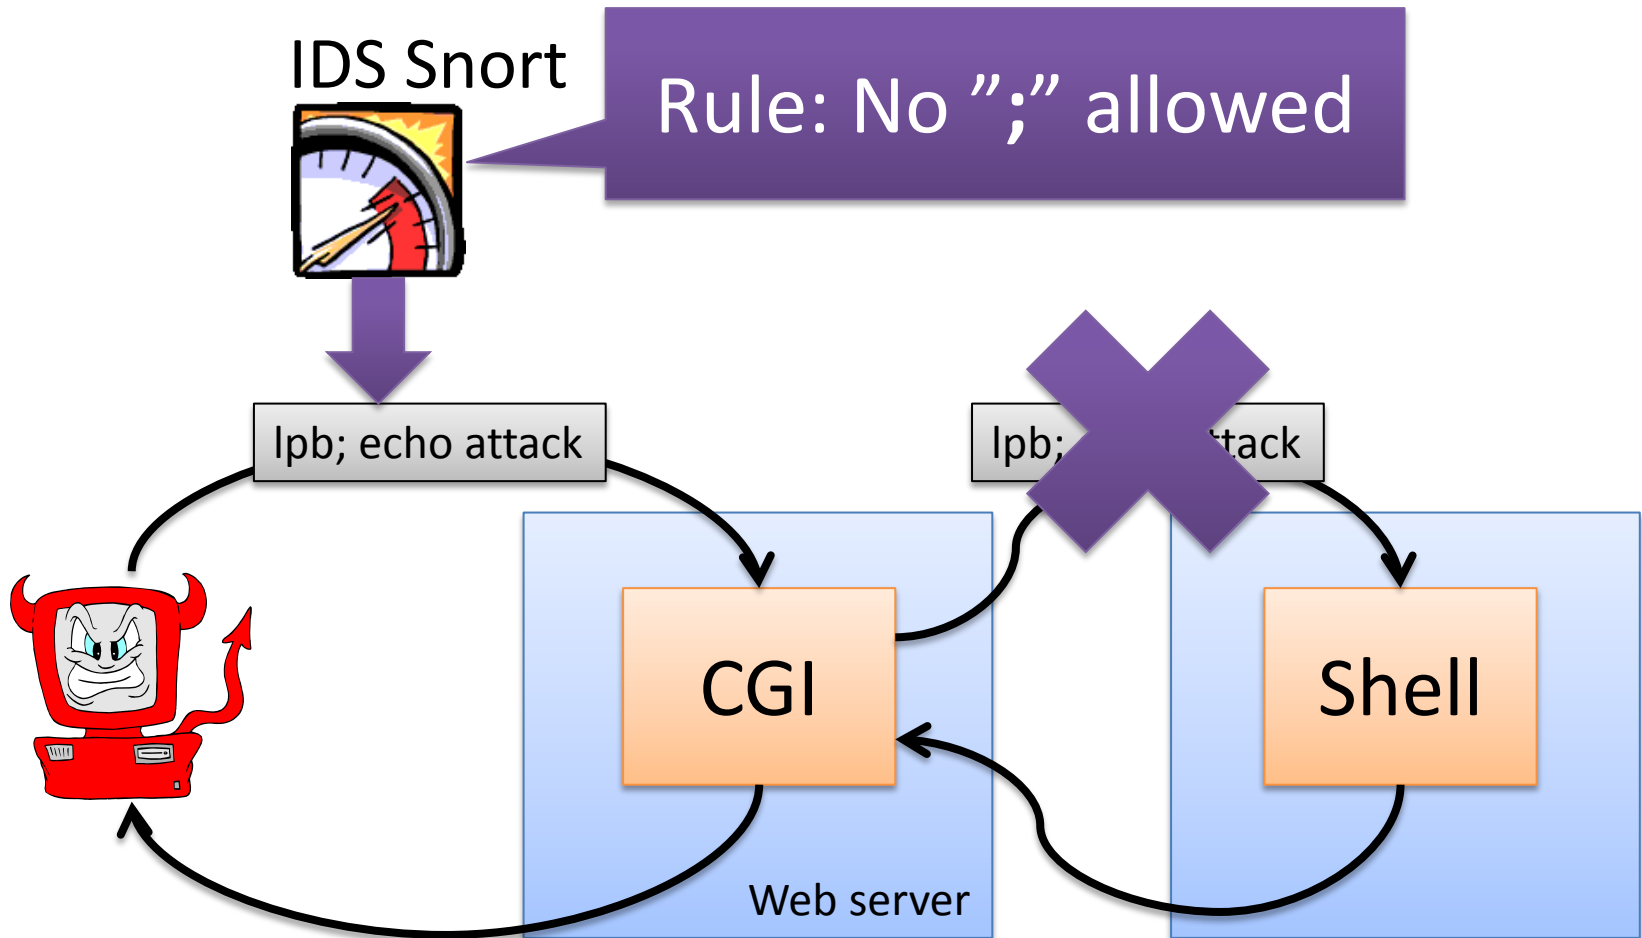 IDS Snort
Rule: No ”;” allowed
lpb; echo attack
lpb; ttack
CGI
Shell
Web server